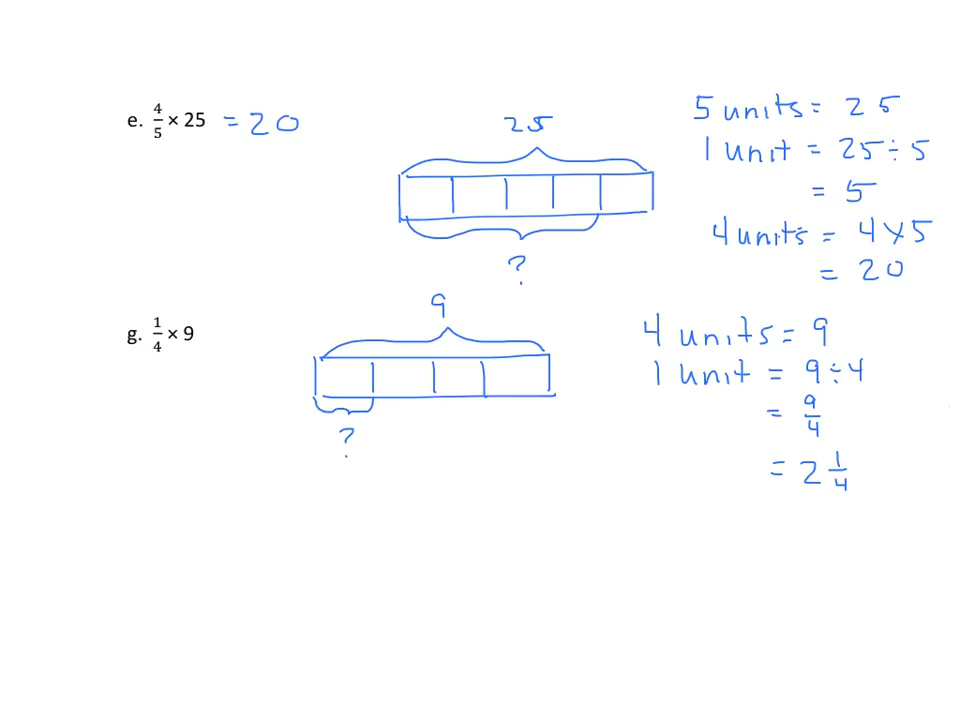 e. 4/5 × 25 = 20
25
?
5 units = 25
1 unit = 25 ÷ 5
= 5
4 units = 4 × 5
= 20
g. 1/4 × 9
9
?
4 units = 9
1 unit = 9 ÷ 4
= 9/4
= 2 1/4